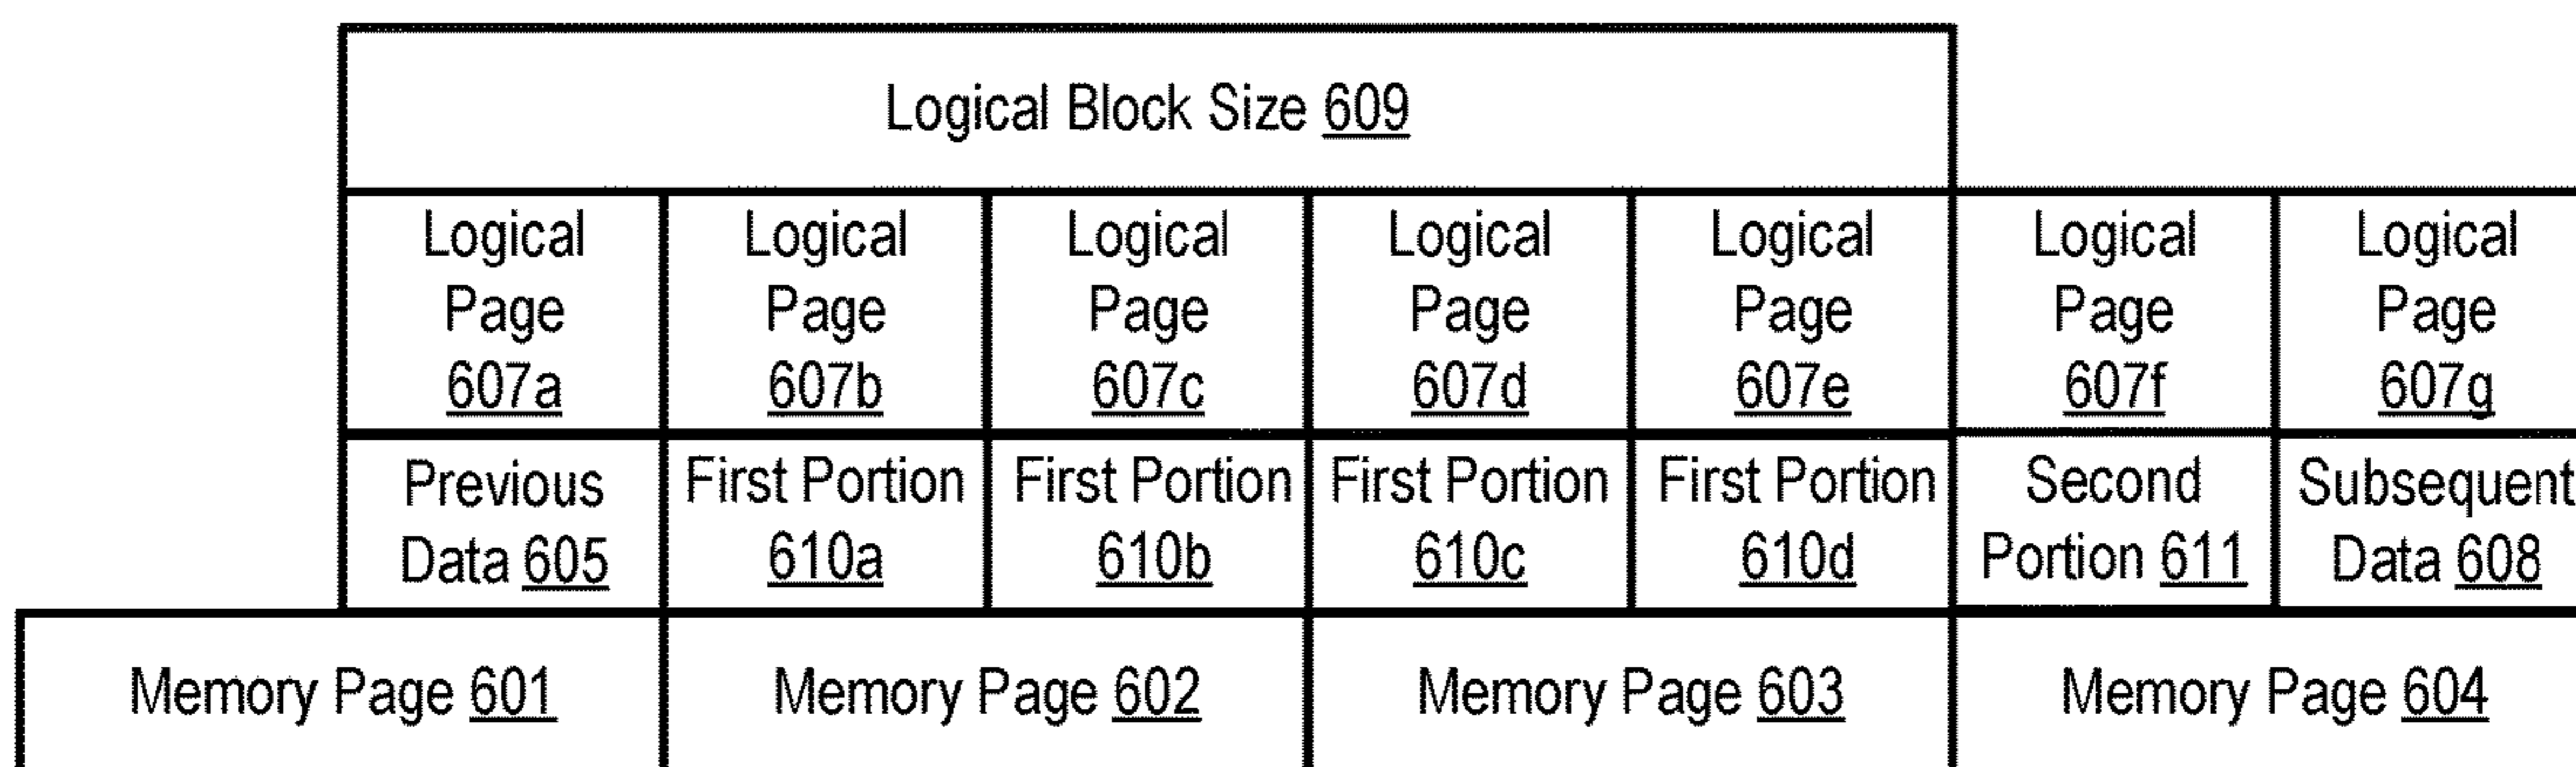 Logical Block Size 609
Logical Page 607a
Logical Page 607b
Logical Page 607c
Logical Page 607d
Logical Page 607e
Logical Page 607f
Logical Page 607g
Previous Data 605
First Portion 610a
First Portion 610b
First Portion 610c
First Portion 610d
Second Portion 611
Subsequent Data 608
Memory Page 601
Memory Page 602
Memory Page 603
Memory Page 604